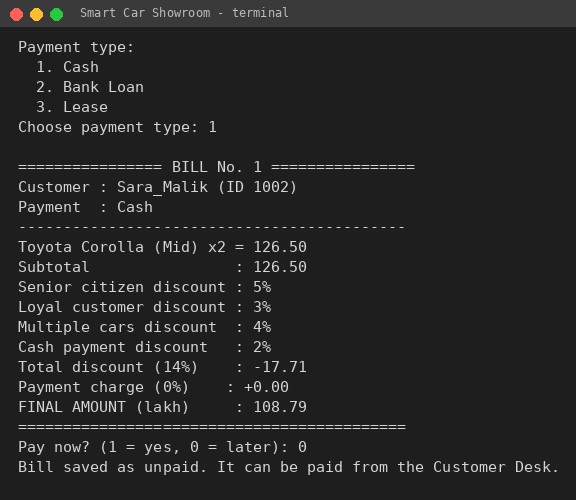 Smart Car Showroom - terminal
Payment type:
  1. Cash
  2. Bank Loan
  3. Lease
Choose payment type: 1

================ BILL No. 1 ================
Customer : Sara_Malik (ID 1002)
Payment  : Cash
-------------------------------------------
Toyota Corolla (Mid) x2 = 126.50
Subtotal                : 126.50
Senior citizen discount : 5%
Loyal customer discount : 3%
Multiple cars discount  : 4%
Cash payment discount   : 2%
Total discount (14%)    : -17.71
Payment charge (0%)    : +0.00
FINAL AMOUNT (lakh)     : 108.79
===========================================
Pay now? (1 = yes, 0 = later): 0
Bill saved as unpaid. It can be paid from the Customer Desk.